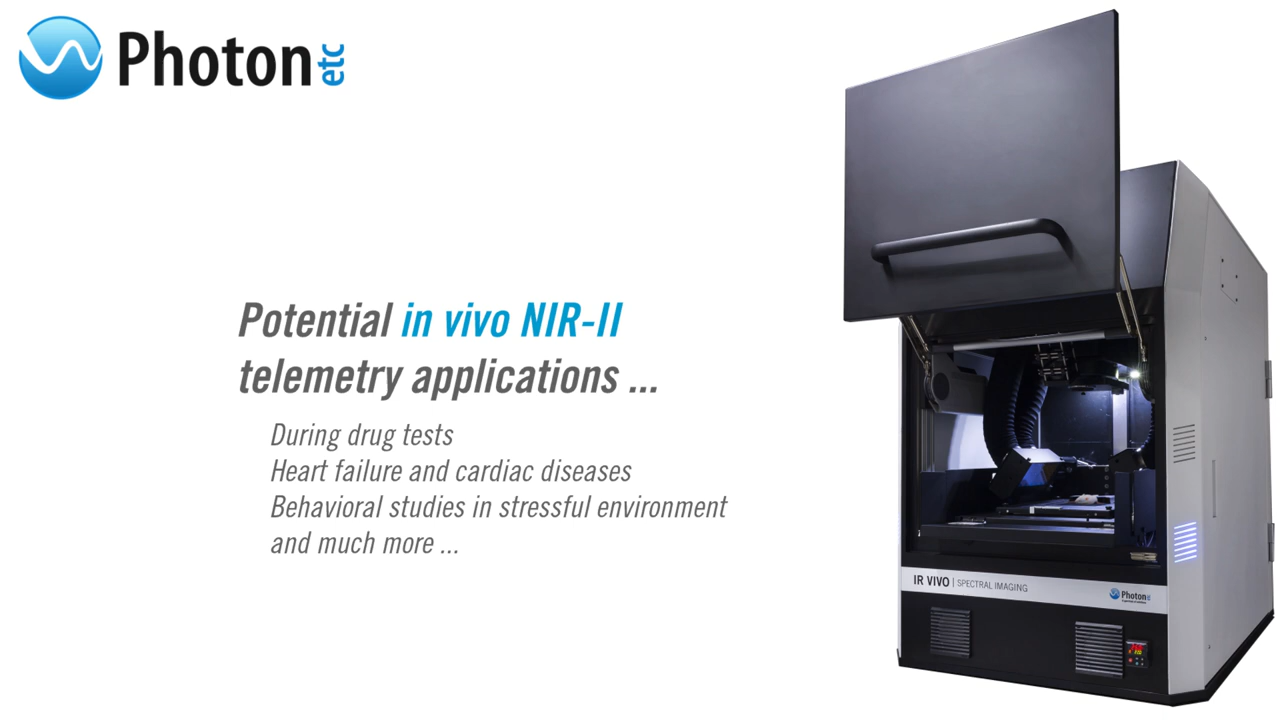 Photon etc
Potential in vivo NIR-II
telemetry applications ...
During drug tests
Heart failure and cardiac diseases
Behavioral studies in stressful environment
and much more ...
IR VIVO | SPECTRAL IMAGING
Photon etc